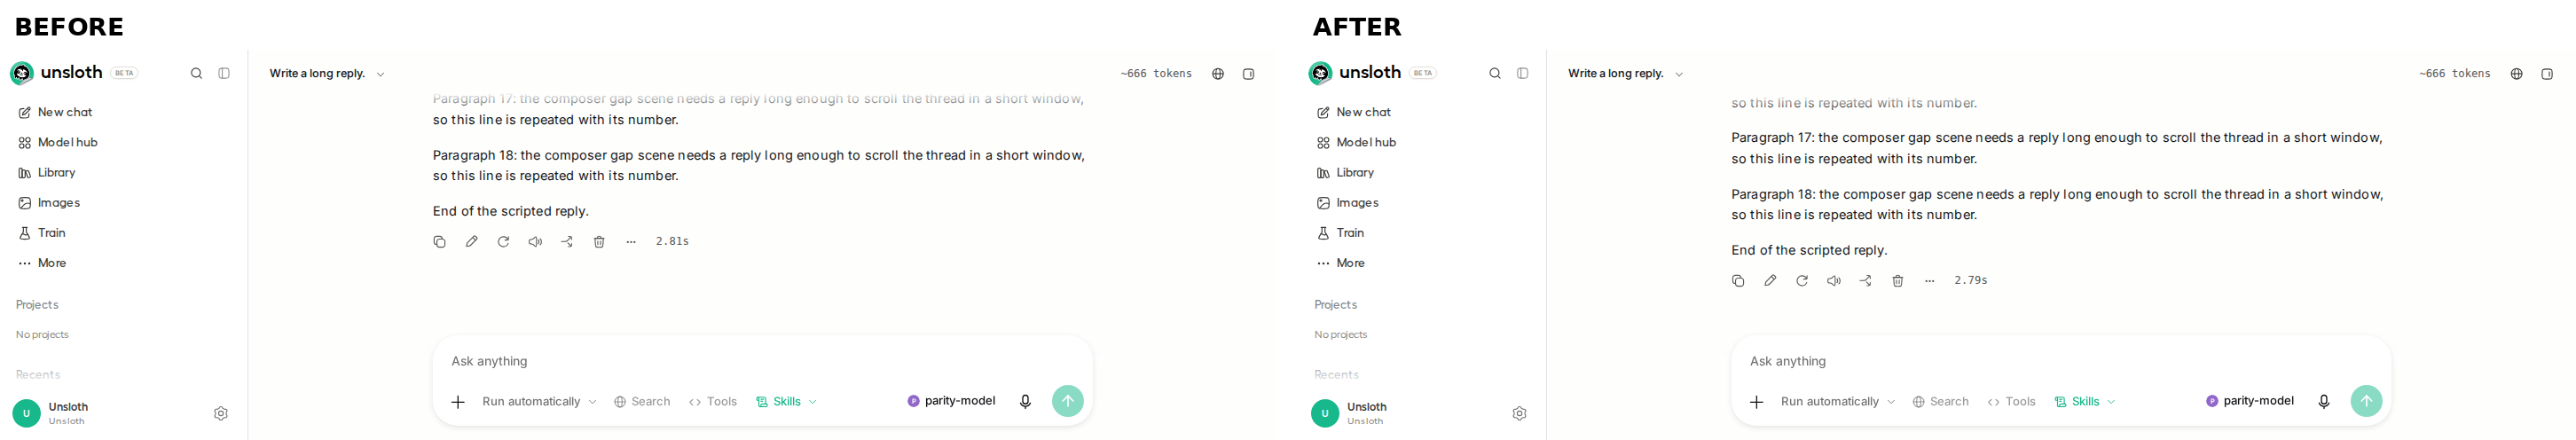 BEFORE
unsloth BETA
New chat
Model hub
Library
Images
Train
More
Projects
No projects
Recents
U
Unsloth
Unsloth
Write a long reply.
~666 tokens
Paragraph 17: the composer gap scene needs a reply long enough to scroll the thread in a short window,
so this line is repeated with its number.
Paragraph 18: the composer gap scene needs a reply long enough to scroll the thread in a short window,
so this line is repeated with its number.
End of the scripted reply.
2.81s
Ask anything
Run automatically Search Tools Skills P parity-model
AFTER
unsloth BETA
New chat
Model hub
Library
Images
Train
More
Projects
No projects
Recents
U
Unsloth
Unsloth
Write a long reply.
~666 tokens
so this line is repeated with its number.
Paragraph 17: the composer gap scene needs a reply long enough to scroll the thread in a short window,
so this line is repeated with its number.
Paragraph 18: the composer gap scene needs a reply long enough to scroll the thread in a short window,
so this line is repeated with its number.
End of the scripted reply.
2.79s
Ask anything
Run automatically Search Tools Skills P parity-model